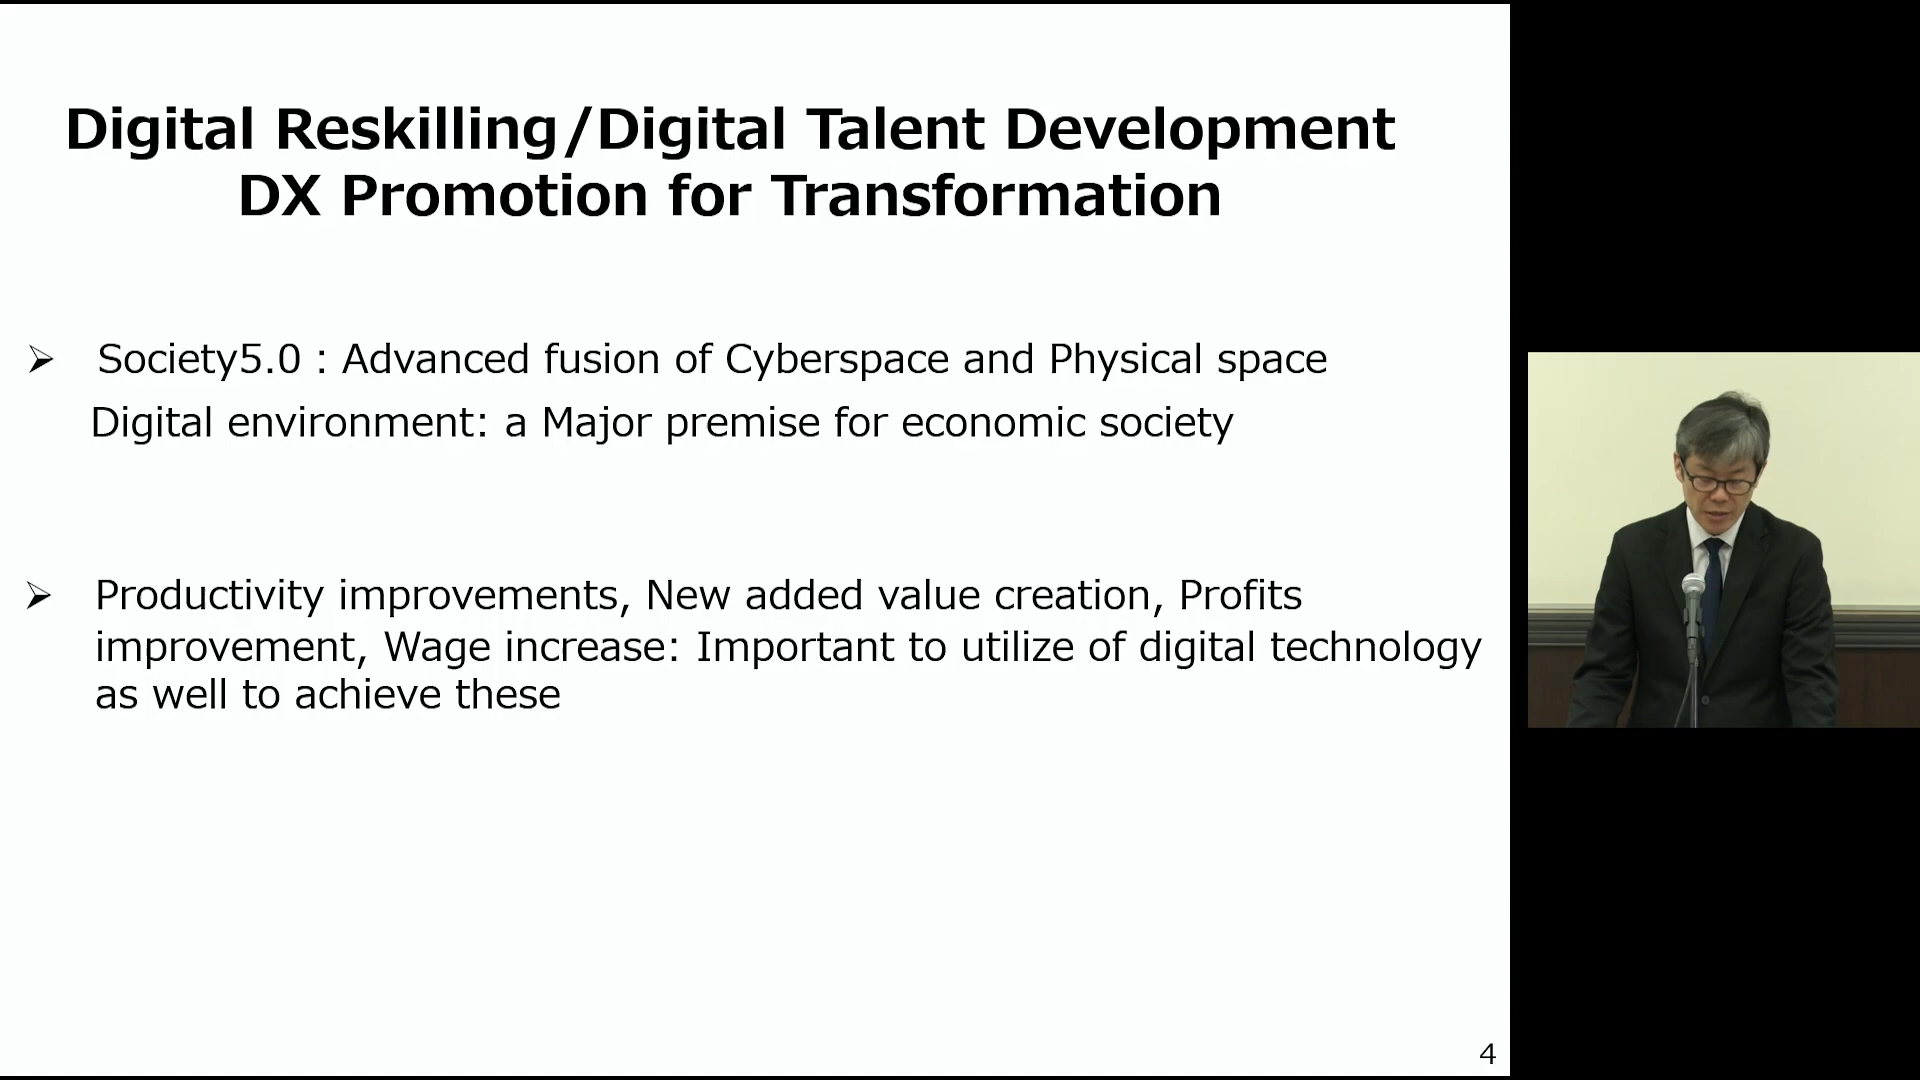 Digital Reskilling/Digital Talent Development
DX Promotion for Transformation
➢ Society5.0 : Advanced fusion of Cyberspace and Physical space
Digital environment: a Major premise for economic society
➢ Productivity improvements, New added value creation, Profits
improvement, Wage increase: Important to utilize of digital technology
as well to achieve these
4